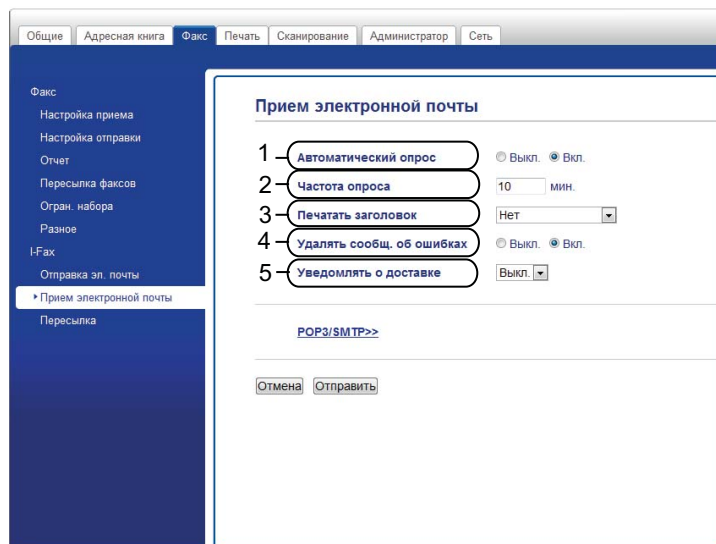 Общие Адресная книга Факс Печать Сканирование Администратор Сеть
Факс
Настройка приема
Настройка отправки
Отчет
Пересылка факсов
Огран. набора
Разное
I-Fax
Отправка эл. почты
Прием электронной почты
Пересылка
Прием электронной почты
1 Автоматический опрос Выкл. Вкл.
2 Частота опроса 10 мин.
3 Печатать заголовок Нет
4 Удалять сообщ. об ошибках Выкл. Вкл.
5 Уведомлять о доставке Выкл.
POP3/SMTP>>
Отмена Отправить